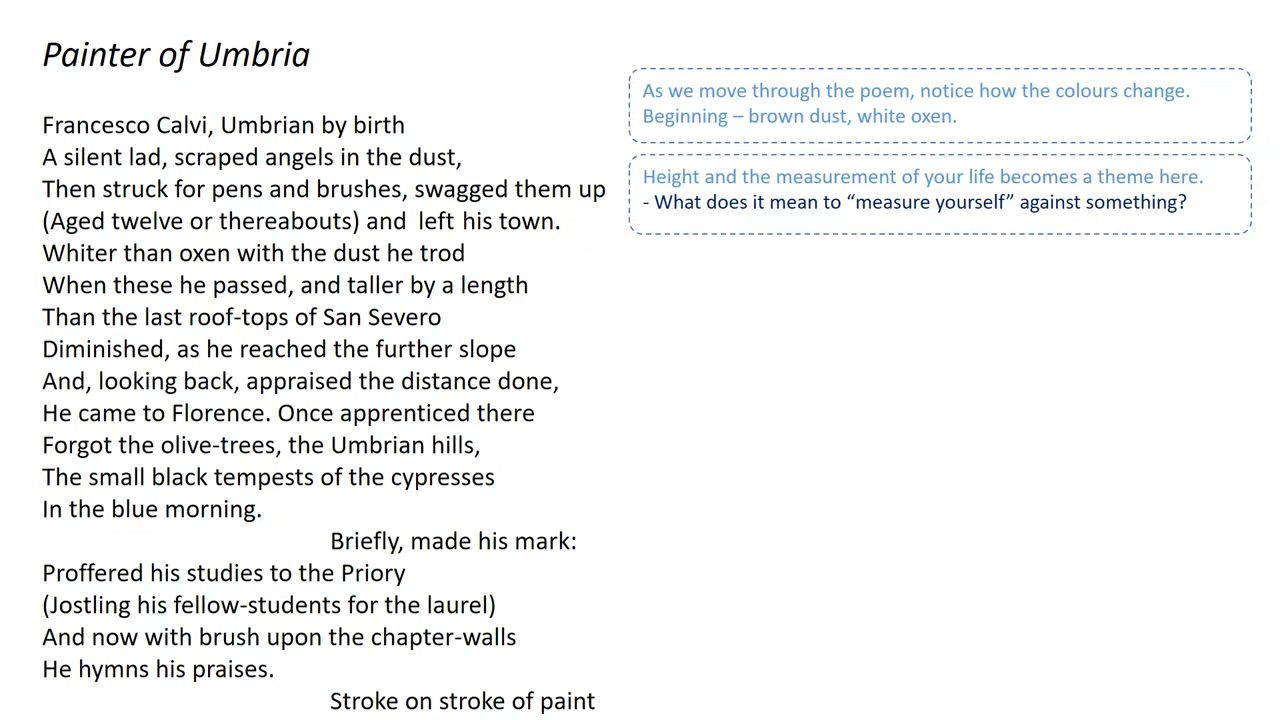 Painter of Umbria
Francesco Calvi, Umbrian by birth
A silent lad, scraped angels in the dust,
Then struck for pens and brushes, swagged them up
(Aged twelve or thereabouts) and left his town.
Whiter than oxen with the dust he trod
When these he passed, and taller by a length
Than the last roof-tops of San Severo
Diminished, as he reached the further slope
And, looking back, appraised the distance done,
He came to Florence. Once apprenticed there
Forgot the olive-trees, the Umbrian hills,
The small black tempests of the cypresses
In the blue morning.
Briefly, made his mark:
Proffered his studies to the Priory
(Jostling his fellow-students for the laurel)
And now with brush upon the chapter-walls
He hymns his praises.
Stroke on stroke of paint
As we move through the poem, notice how the colours change.
Beginning – brown dust, white oxen.
Height and the measurement of your life becomes a theme here.
- What does it mean to “measure yourself” against something?